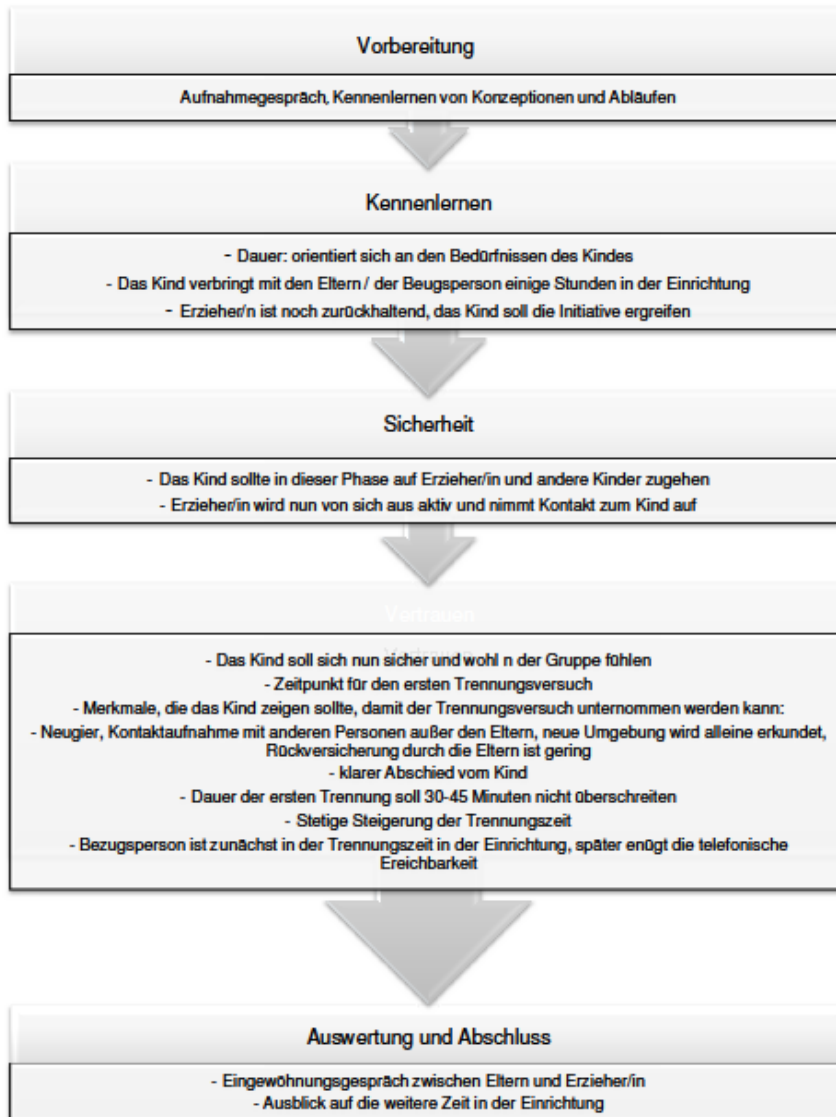 Vorbereitung
Aufnahmegespräch, Kennenlernen von Konzeptionen und Abläufen
Kennenlernen
- Dauer: orientiert sich an den Bedürfnissen des Kindes
- Das Kind verbringt mit den Eltern / der Beugsperson einige Stunden in der Einrichtung
- Erzieher/n ist noch zurückhaltend, das Kind soll die Initiative ergreifen
Sicherheit
- Das Kind sollte in dieser Phase auf Erzieher/in und andere Kinder zugehen
- Erzieher/in wird nun von sich aus aktiv und nimmt Kontakt zum Kind auf
Vertrauen
Vertrauen
- Das Kind soll sich nun sicher und wohl n der Gruppe fühlen
- Zeitpunkt für den ersten Trennungsversuch
- Merkmale, die das Kind zeigen sollte, damit der Trennungsversuch unternommen werden kann:
- Neugier, Kontaktaufnahme mit anderen Personen außer den Eltern, neue Umgebung wird alleine erkundet,
Rückversicherung durch die Eltern ist gering
- klarer Abschied vom Kind
- Dauer der ersten Trennung soll 30-45 Minuten nicht überschreiten
- Stetige Steigerung der Trennungszeit
- Bezugsperson ist zunächst in der Trennungszeit in der Einrichtung, später enügt die telefonische
Ereichbarkeit
Auswertung und Abschluss
- Eingewöhnungsgespräch zwischen Eltern und Erzieher/in
- Ausblick auf die weitere Zeit in der Einrichtung